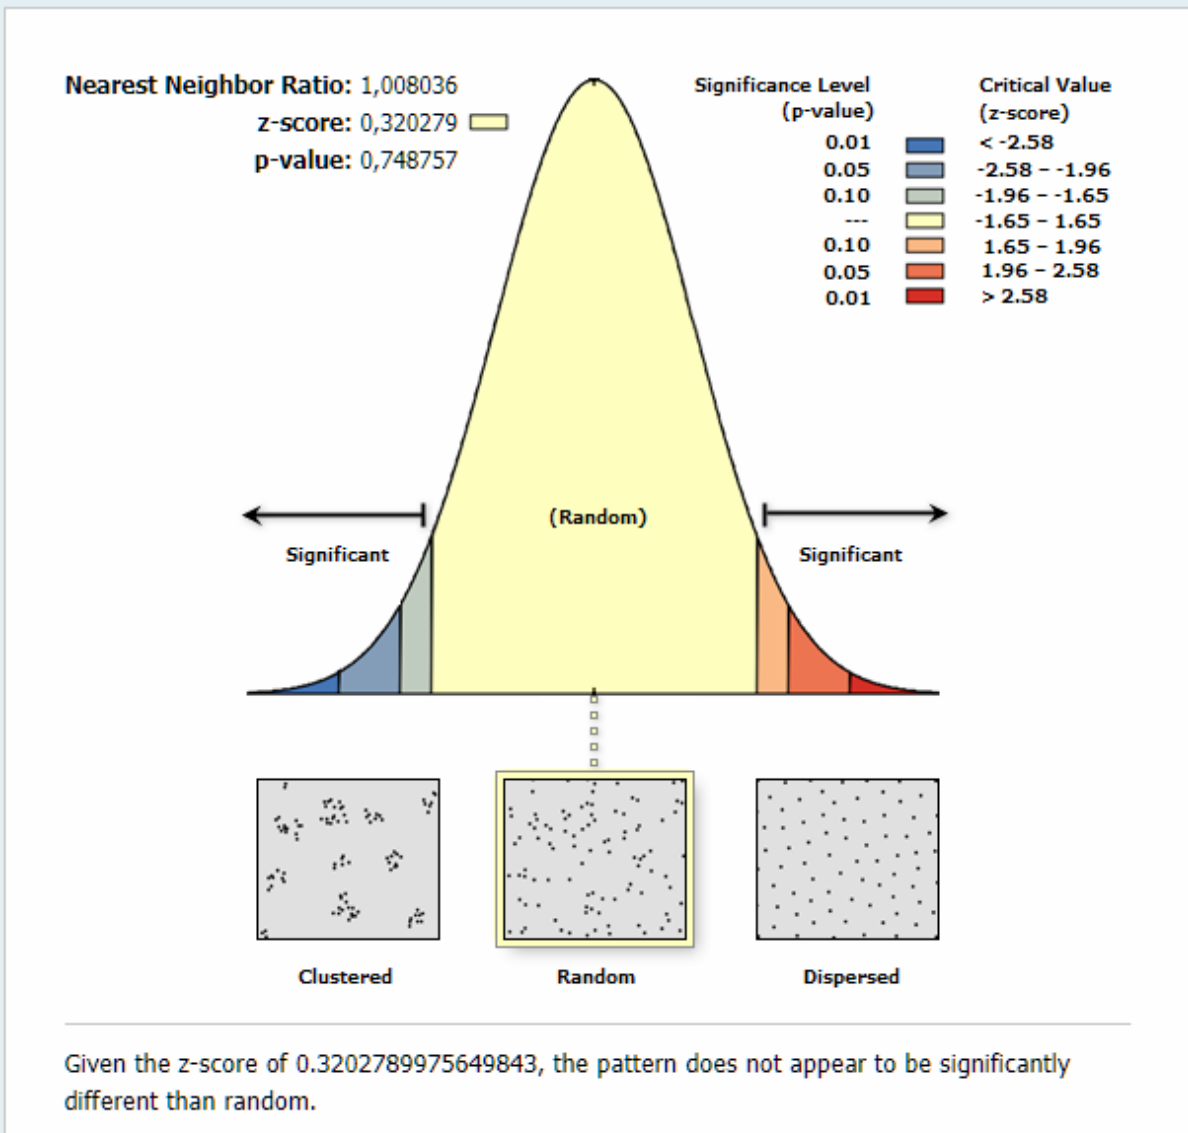 Nearest Neighbor Ratio: 1,008036
z-score: 0,320279
p-value: 0,748757
Significance Level (p-value)
Critical Value (z-score)
0.01 < -2.58
0.05 -2.58 – -1.96
0.10 -1.96 – -1.65
--- -1.65 – 1.65
0.10 1.65 – 1.96
0.05 1.96 – 2.58
0.01 > 2.58
(Random)
Significant
Significant
Clustered
Random
Dispersed
Given the z-score of 0.3202789975649843, the pattern does not appear to be significantly
different than random.